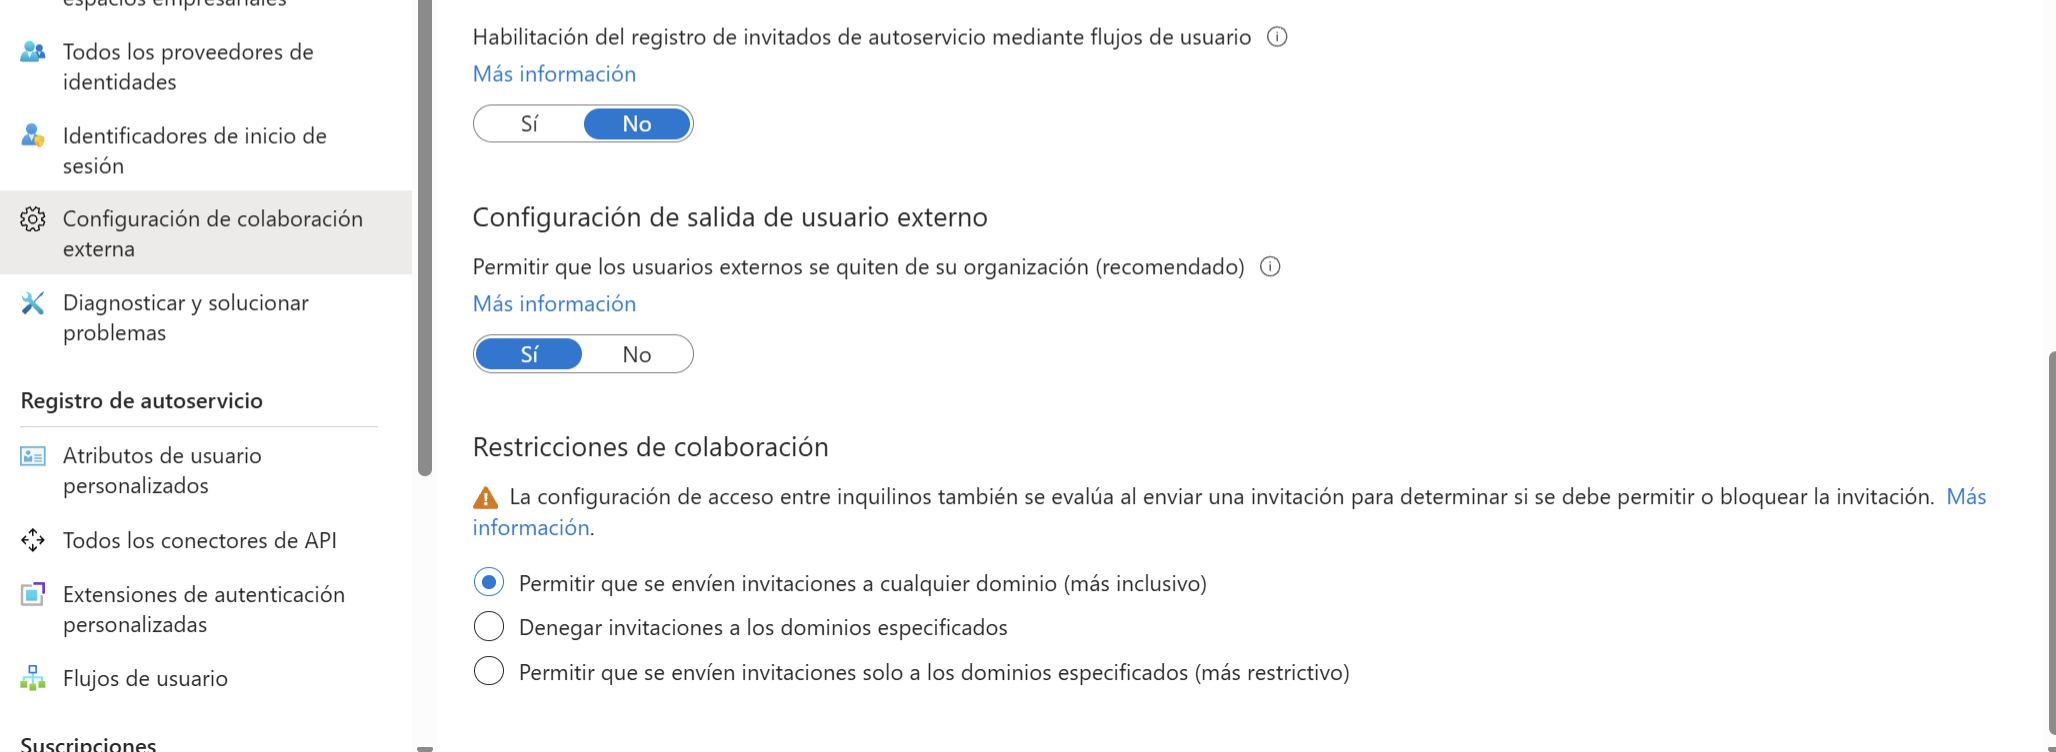 espacios empresariales
Todos los proveedores de
identidades
Identificadores de inicio de
sesión
Configuración de colaboración
externa
Diagnosticar y solucionar
problemas
Registro de autoservicio
Atributos de usuario
personalizados
Todos los conectores de API
Extensiones de autenticación
personalizadas
Flujos de usuario
Suscripciones
Habilitación del registro de invitados de autoservicio mediante flujos de usuario
Más información
Sí No
Configuración de salida de usuario externo
Permitir que los usuarios externos se quiten de su organización (recomendado)
Más información
Sí No
Restricciones de colaboración
La configuración de acceso entre inquilinos también se evalúa al enviar una invitación para determinar si se debe permitir o bloquear la invitación. Más
información.
Permitir que se envíen invitaciones a cualquier dominio (más inclusivo)
Denegar invitaciones a los dominios especificados
Permitir que se envíen invitaciones solo a los dominios especificados (más restrictivo)